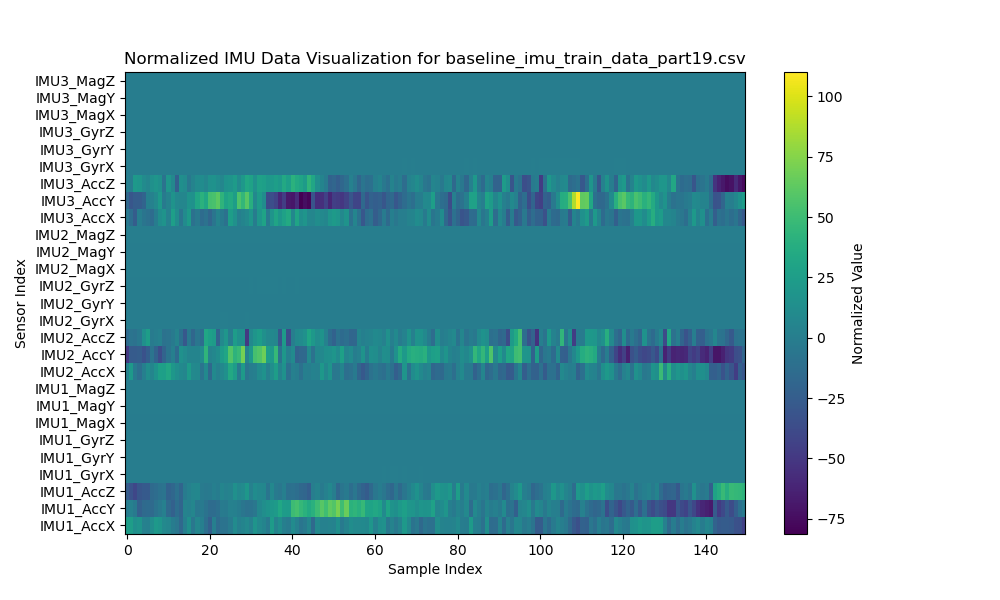 Normalized IMU Data Visualization for baseline_imu_train_data_part19.csv
IMU3_MagZ
IMU3_MagY
IMU3_MagX
IMU3_GyrZ
IMU3_GyrY
IMU3_GyrX
IMU3_AccZ
IMU3_AccY
IMU3_AccX
IMU2_MagZ
IMU2_MagY
IMU2_MagX
IMU2_GyrZ
IMU2_GyrY
IMU2_GyrX
IMU2_AccZ
IMU2_AccY
IMU2_AccX
IMU1_MagZ
IMU1_MagY
IMU1_MagX
IMU1_GyrZ
IMU1_GyrY
IMU1_GyrX
IMU1_AccZ
IMU1_AccY
IMU1_AccX
Sensor Index
0 20 40 60 80 100 120 140
Sample Index
100
75
50
25
0
−25
−50
−75
Normalized Value